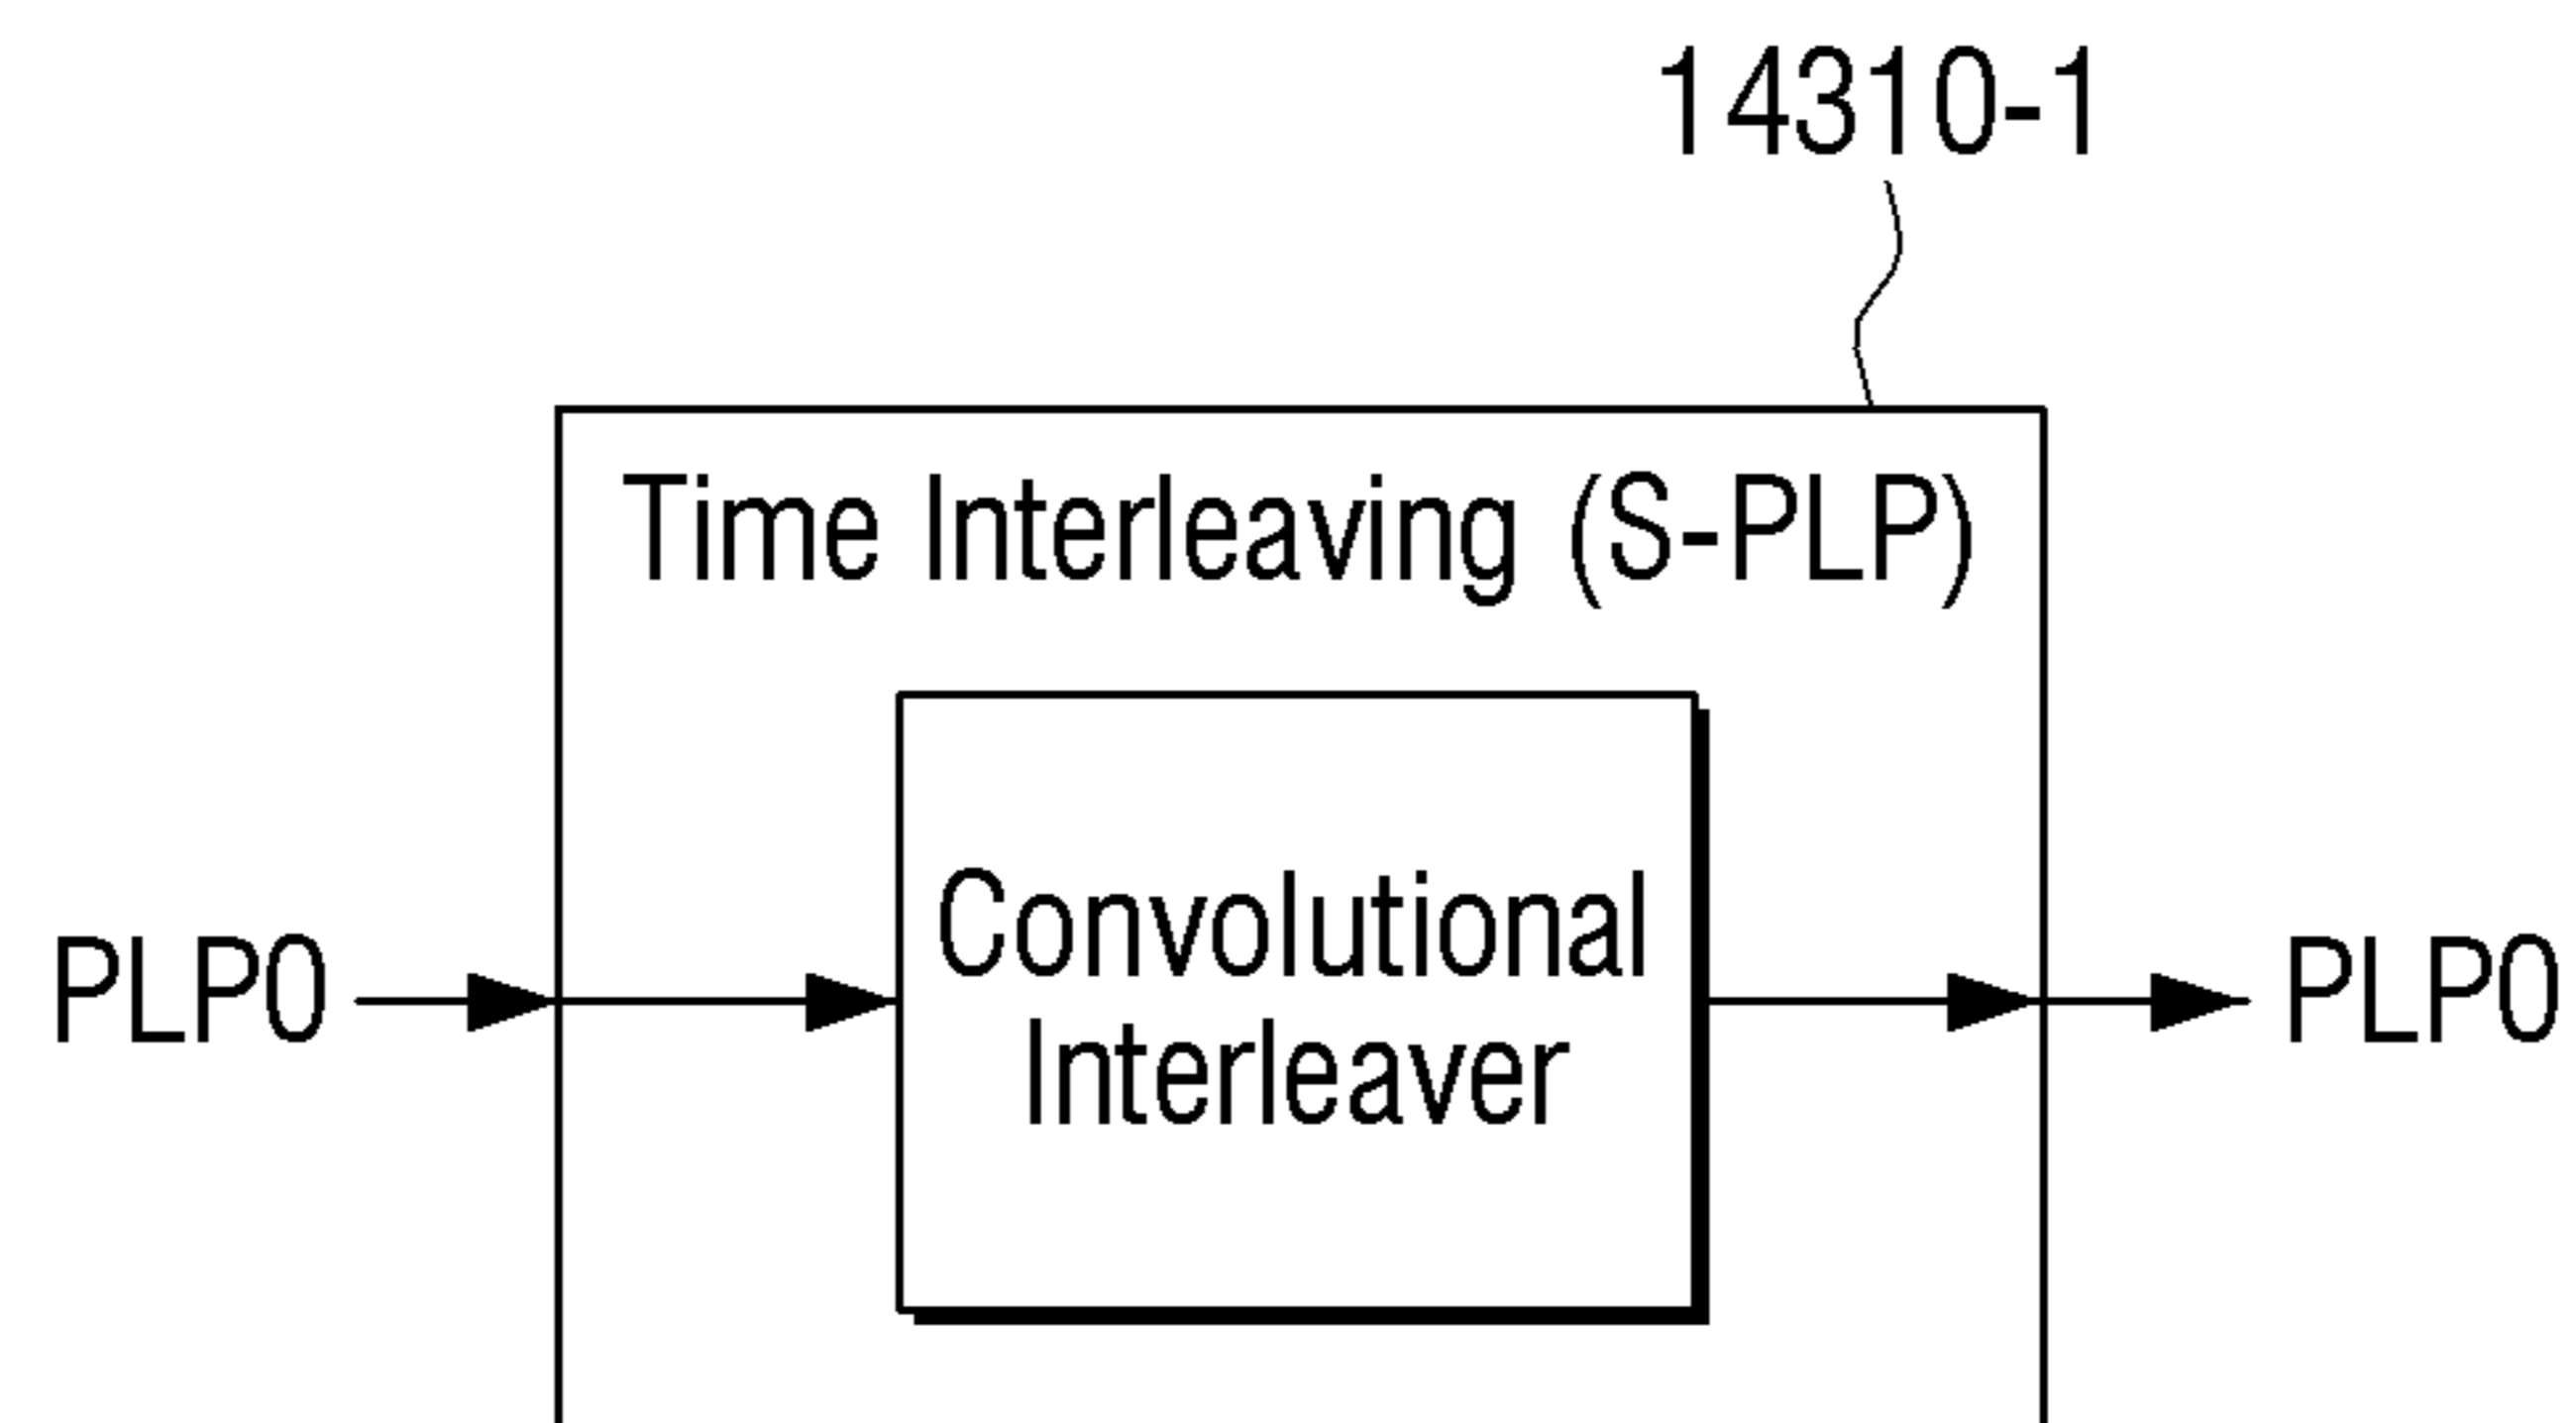 14310-1
Time Interleaving (S-PLP)
Convolutional
Interleaver
PLP0
PLP0